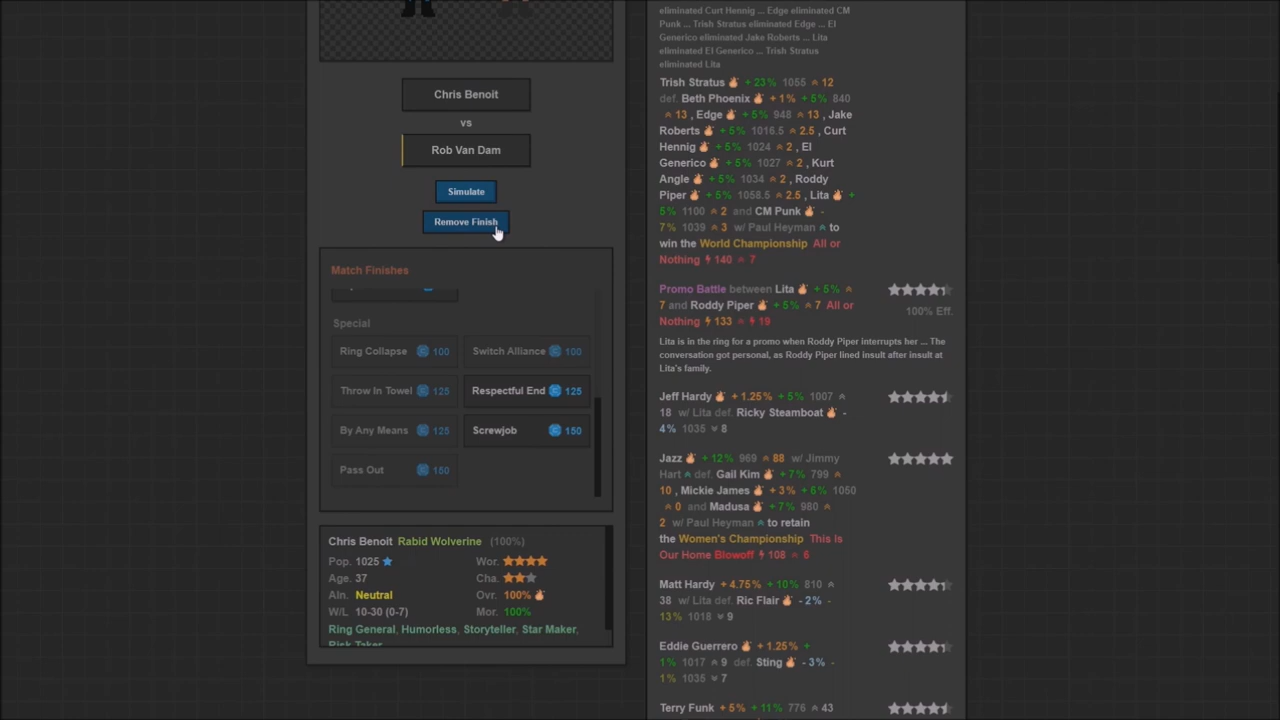 Chris Benoit
vs
Rob Van Dam
Simulate
Remove Finish
Match Finishes
Special
Ring Collapse 100
Switch Alliance 100
Throw In Towel 125
Respectful End 125
By Any Means 125
Screwjob 150
Pass Out 150
Chris Benoit Rabid Wolverine (100%)
Pop. 1025
Wor.
Age. 37
Cha.
Aln. Neutral
Ovr. 100%
W/L 10-30 (0-7)
Mor. 100%
Ring General, Humorless, Storyteller, Star Maker,
Risk Taker
eliminated Curt Hennig ... Edge eliminated CM
Punk ... Trish Stratus eliminated Edge ... El
Generico eliminated Jake Roberts ... Lita
eliminated El Generico ... Trish Stratus
eliminated Lita
Trish Stratus + 23% 1055 12
def. Beth Phoenix + 1% + 5% 840
13 , Edge + 5% 948 13 , Jake
Roberts + 5% 1016.5 2.5 , Curt
Hennig + 5% 1024 2 , El
Generico + 5% 1027 2 , Kurt
Angle + 5% 1034 2 , Roddy
Piper + 5% 1058.5 2.5 , Lita +
5% 1100 2 and CM Punk -
7% 1039 3 w/ Paul Heyman to
win the World Championship All or
Nothing 140 7
Promo Battle between Lita + 5%
7 and Roddy Piper + 5% 7 All or
Nothing 133 19
100% Eff.
Lita is in the ring for a promo when Roddy Piper interrupts her ... The
conversation got personal, as Roddy Piper lined insult after insult at
Lita's family.
Jeff Hardy + 1.25% + 5% 1007
18 w/ Lita def. Ricky Steamboat -
4% 1035 8
Jazz + 12% 969 88 w/ Jimmy
Hart def. Gail Kim + 7% 799
10 , Mickie James + 3% + 6% 1050
0 and Madusa + 7% 980
2 w/ Paul Heyman to retain
the Women's Championship This Is
Our Home Blowoff 108 6
Matt Hardy + 4.75% + 10% 810
38 w/ Lita def. Ric Flair - 2% -
13% 1018 9
Eddie Guerrero + 1.25% +
1% 1017 9 def. Sting - 3% -
1% 1035 7
Terry Funk + 5% + 11% 776 43